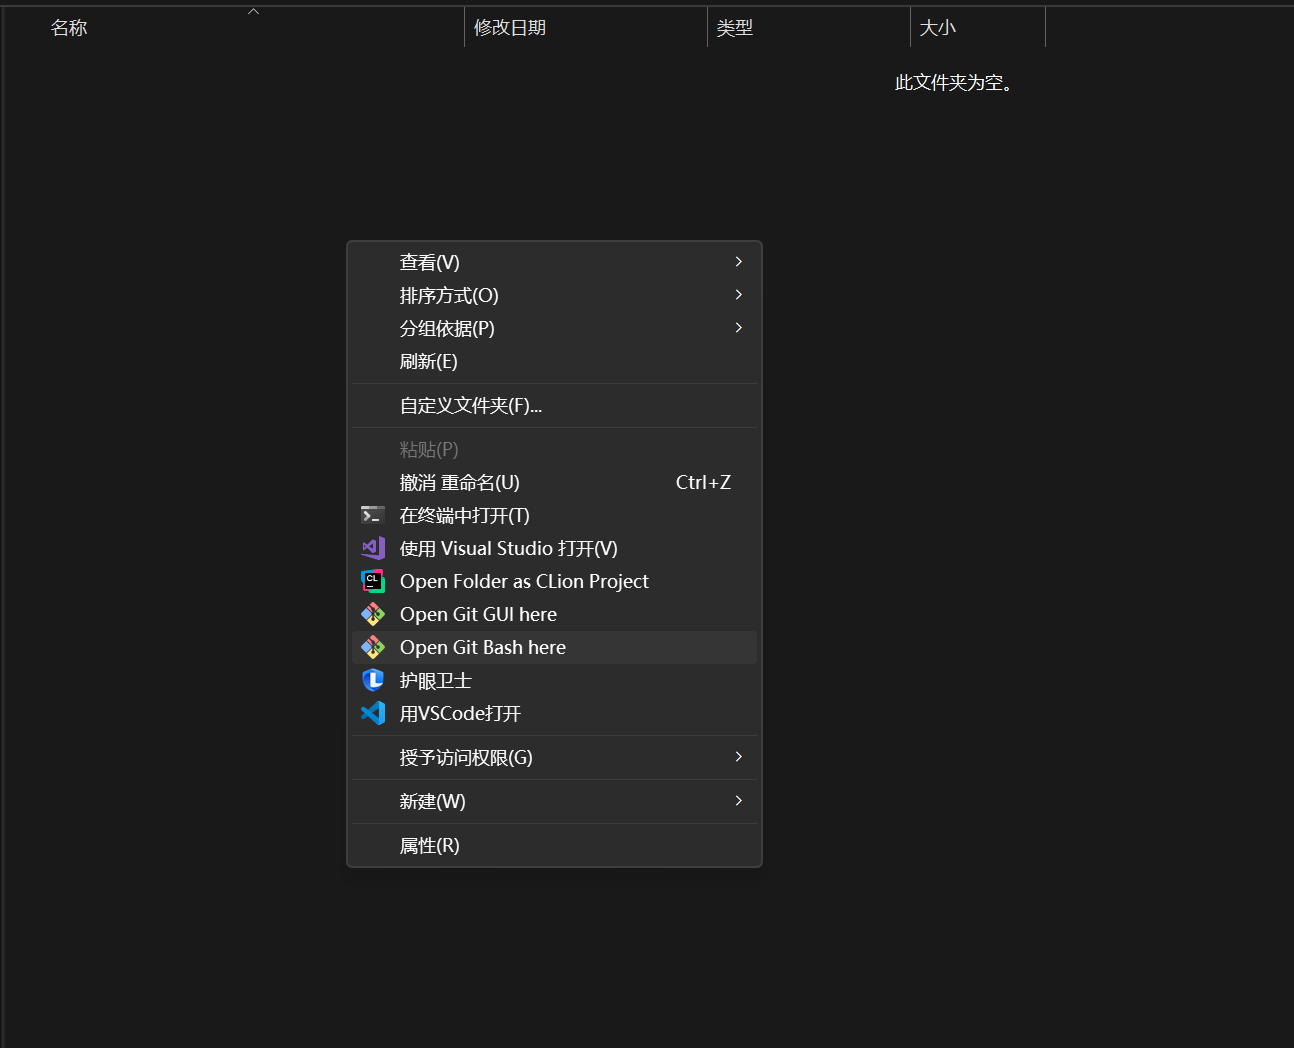 名称 修改日期 类型 大小
此文件夹为空。
查看(V)
排序方式(O)
分组依据(P)
刷新(E)
自定义文件夹(F)...
粘贴(P)
撤消 重命名(U) Ctrl+Z
在终端中打开(T)
使用 Visual Studio 打开(V)
CL Open Folder as CLion Project
Open Git GUI here
Open Git Bash here
护眼卫士
用VSCode打开
授予访问权限(G)
新建(W)
属性(R)